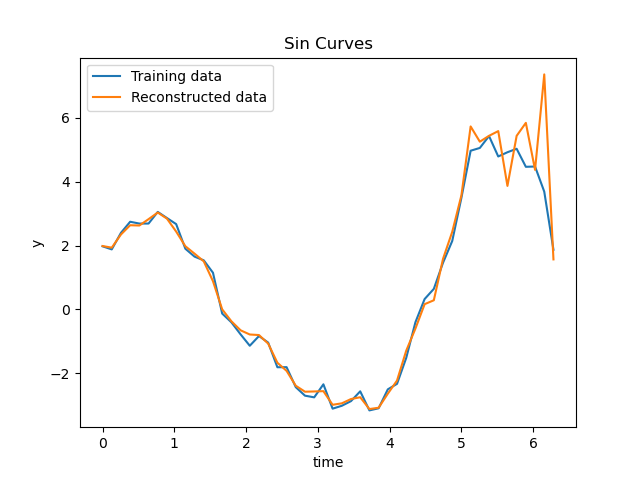 Sin Curves
Training data
Reconstructed data
y
6
4
2
0
−2
0
1
2
3
4
5
6
time